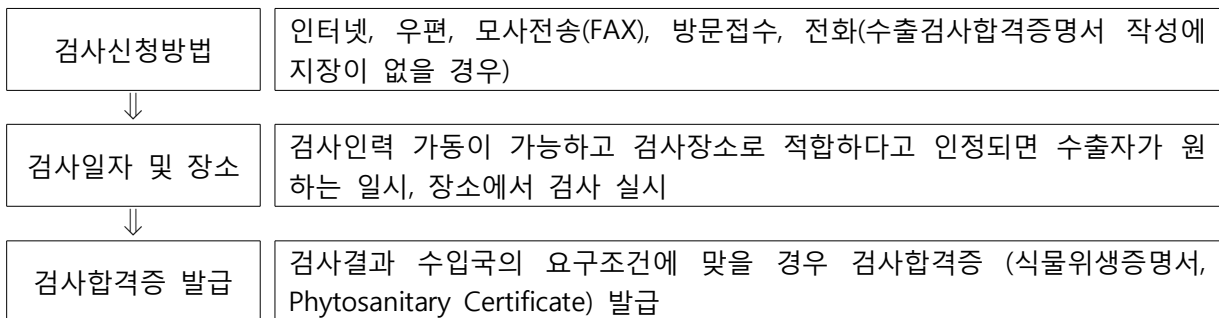 검사신청방법
인터넷, 우편, 모사전송(FAX), 방문접수, 전화(수출검사합격증명서 작성에
지장이 없을 경우)
⇓
검사일자 및 장소
검사인력 가동이 가능하고 검사장소로 적합하다고 인정되면 수출자가 원
하는 일시, 장소에서 검사 실시
⇓
검사합격증 발급
검사결과 수입국의 요구조건에 맞을 경우 검사합격증 (식물위생증명서,
Phytosanitary Certificate) 발급